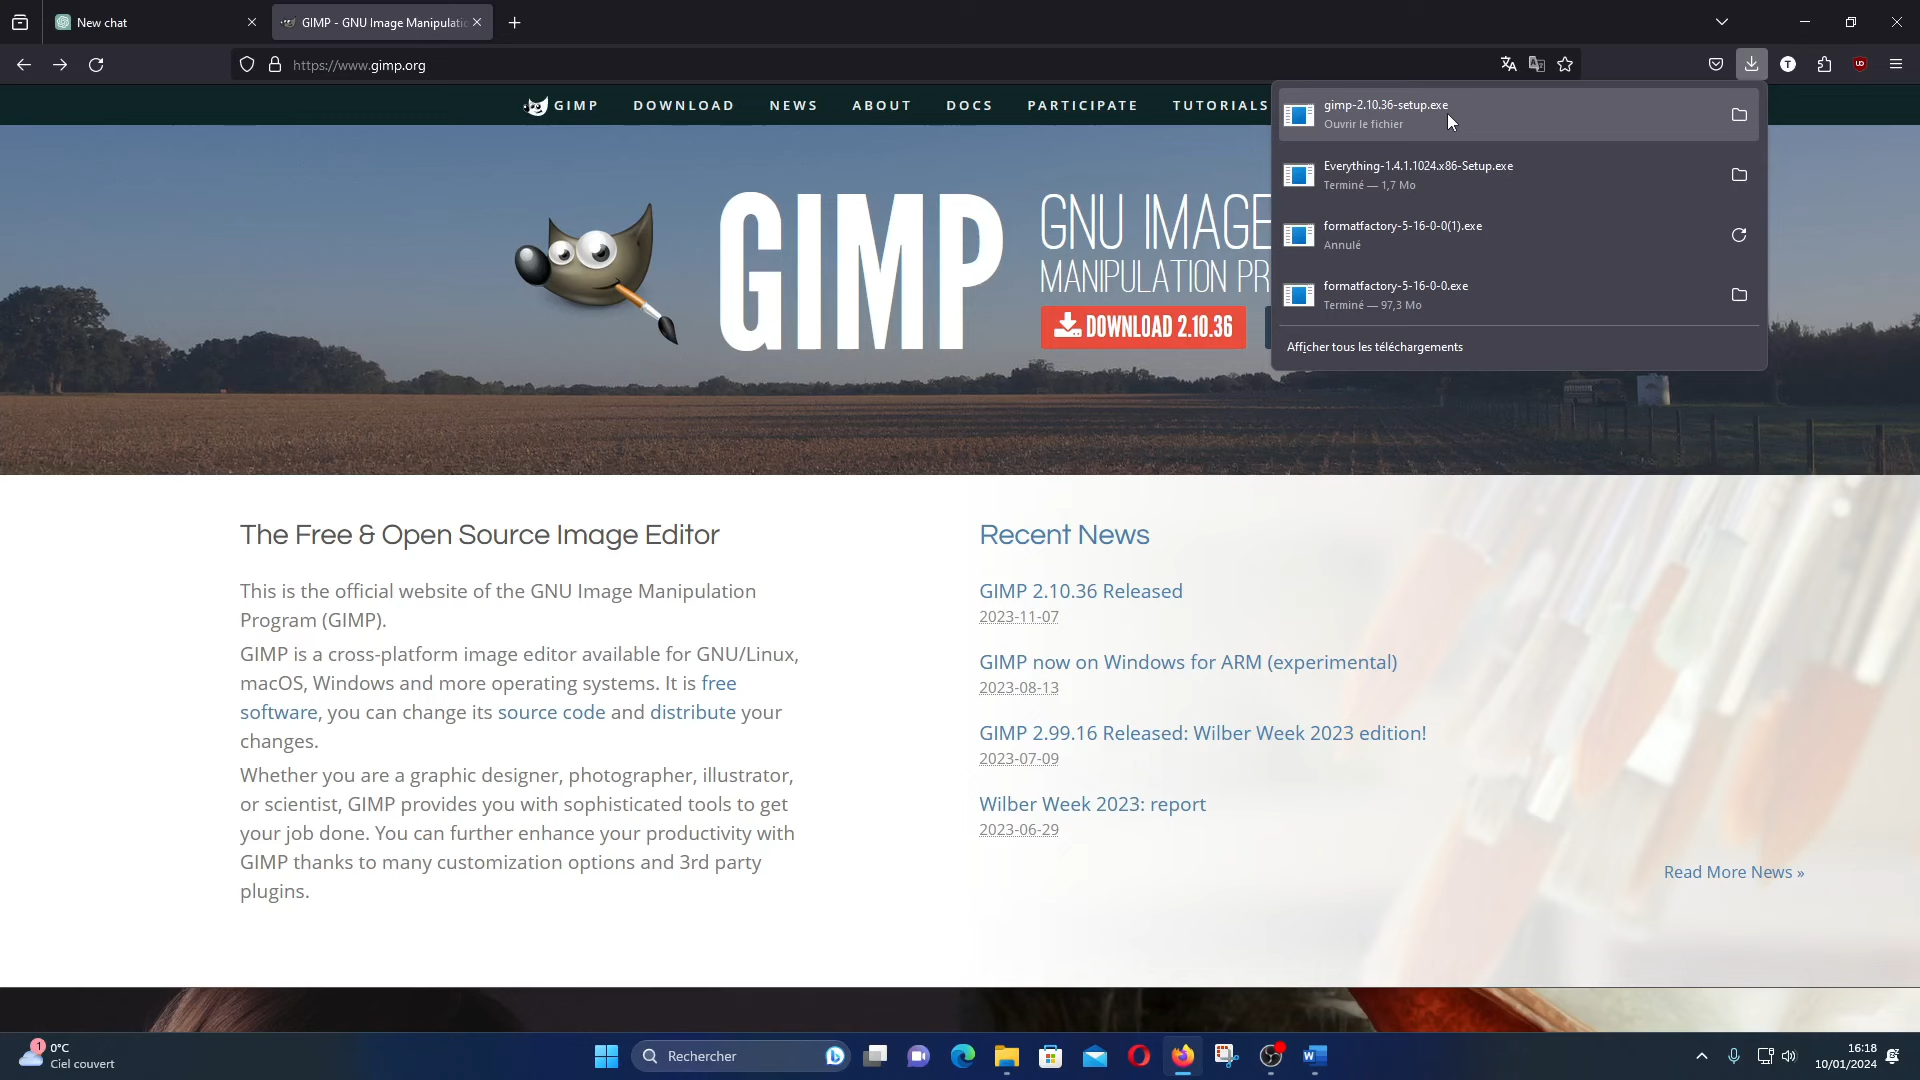 New chat
GIMP - GNU Image Manipulatio
https://www.gimp.org
GIMP
DOWNLOAD
NEWS
ABOUT
DOCS
PARTICIPATE
TUTORIALS
gimp-2.10.36-setup.exe
Ouvrir le fichier
Everything-1.4.1.1024.x86-Setup.exe
Terminé — 1,7 Mo
formatfactory-5-16-0-0(1).exe
Annulé
formatfactory-5-16-0-0.exe
Terminé — 97,3 Mo
Afficher tous les téléchargements
GIMP
GNU IMAGE
MANIPULATION PR
DOWNLOAD 2.10.36
The Free & Open Source Image Editor
This is the official website of the GNU Image Manipulation
Program (GIMP).
GIMP is a cross-platform image editor available for GNU/Linux,
macOS, Windows and more operating systems. It is free
software, you can change its source code and distribute your
changes.
Whether you are a graphic designer, photographer, illustrator,
or scientist, GIMP provides you with sophisticated tools to get
your job done. You can further enhance your productivity with
GIMP thanks to many customization options and 3rd party
plugins.
Recent News
GIMP 2.10.36 Released
2023-11-07
GIMP now on Windows for ARM (experimental)
2023-08-13
GIMP 2.99.16 Released: Wilber Week 2023 edition!
2023-07-09
Wilber Week 2023: report
2023-06-29
Read More News »
1
0°C
Ciel couvert
Rechercher
16:18
10/01/2024